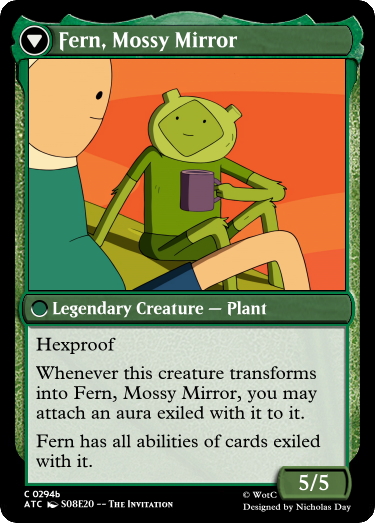 Fern, Mossy Mirror
Legendary Creature — Plant
Hexproof
Whenever this creature transforms
into Fern, Mossy Mirror, you may
attach an aura exiled with it to it.
Fern has all abilities of cards exiled
with it.
5/5
C 0294b
ATC S08E20 -- The Invitation
© WotC
Designed by Nicholas Day